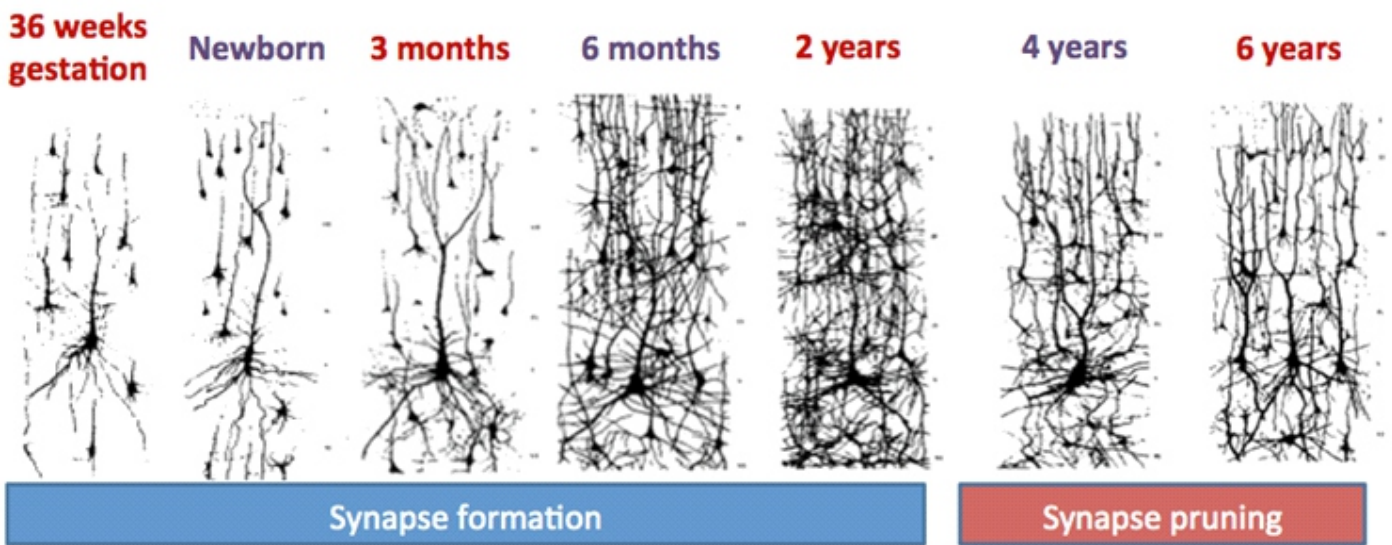 36 weeks
gestation
Newborn
3 months
6 months
2 years
4 years
6 years
Synapse formation
Synapse pruning